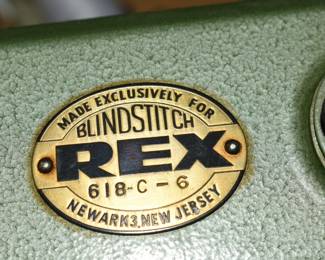 MADE EXCLUSIVELY FOR
BLINDSTITCH
REX
618-C-6
NEWARK3, NEW JERSEY